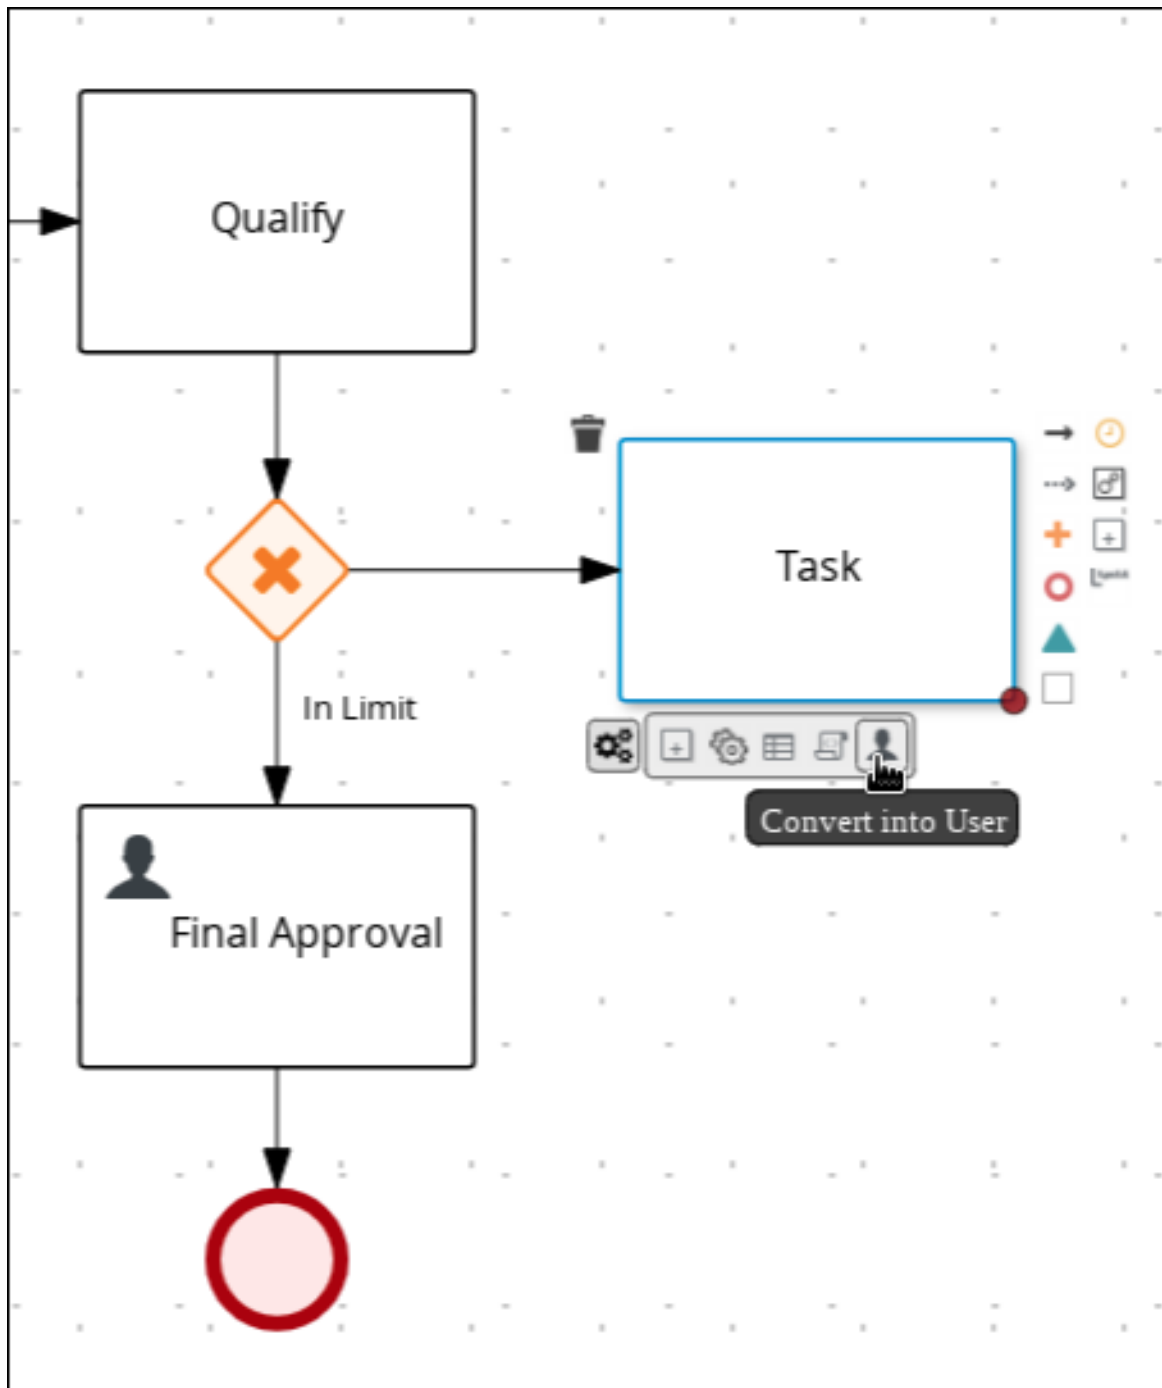 Qualify
Task
In Limit
Convert into User
Final Approval